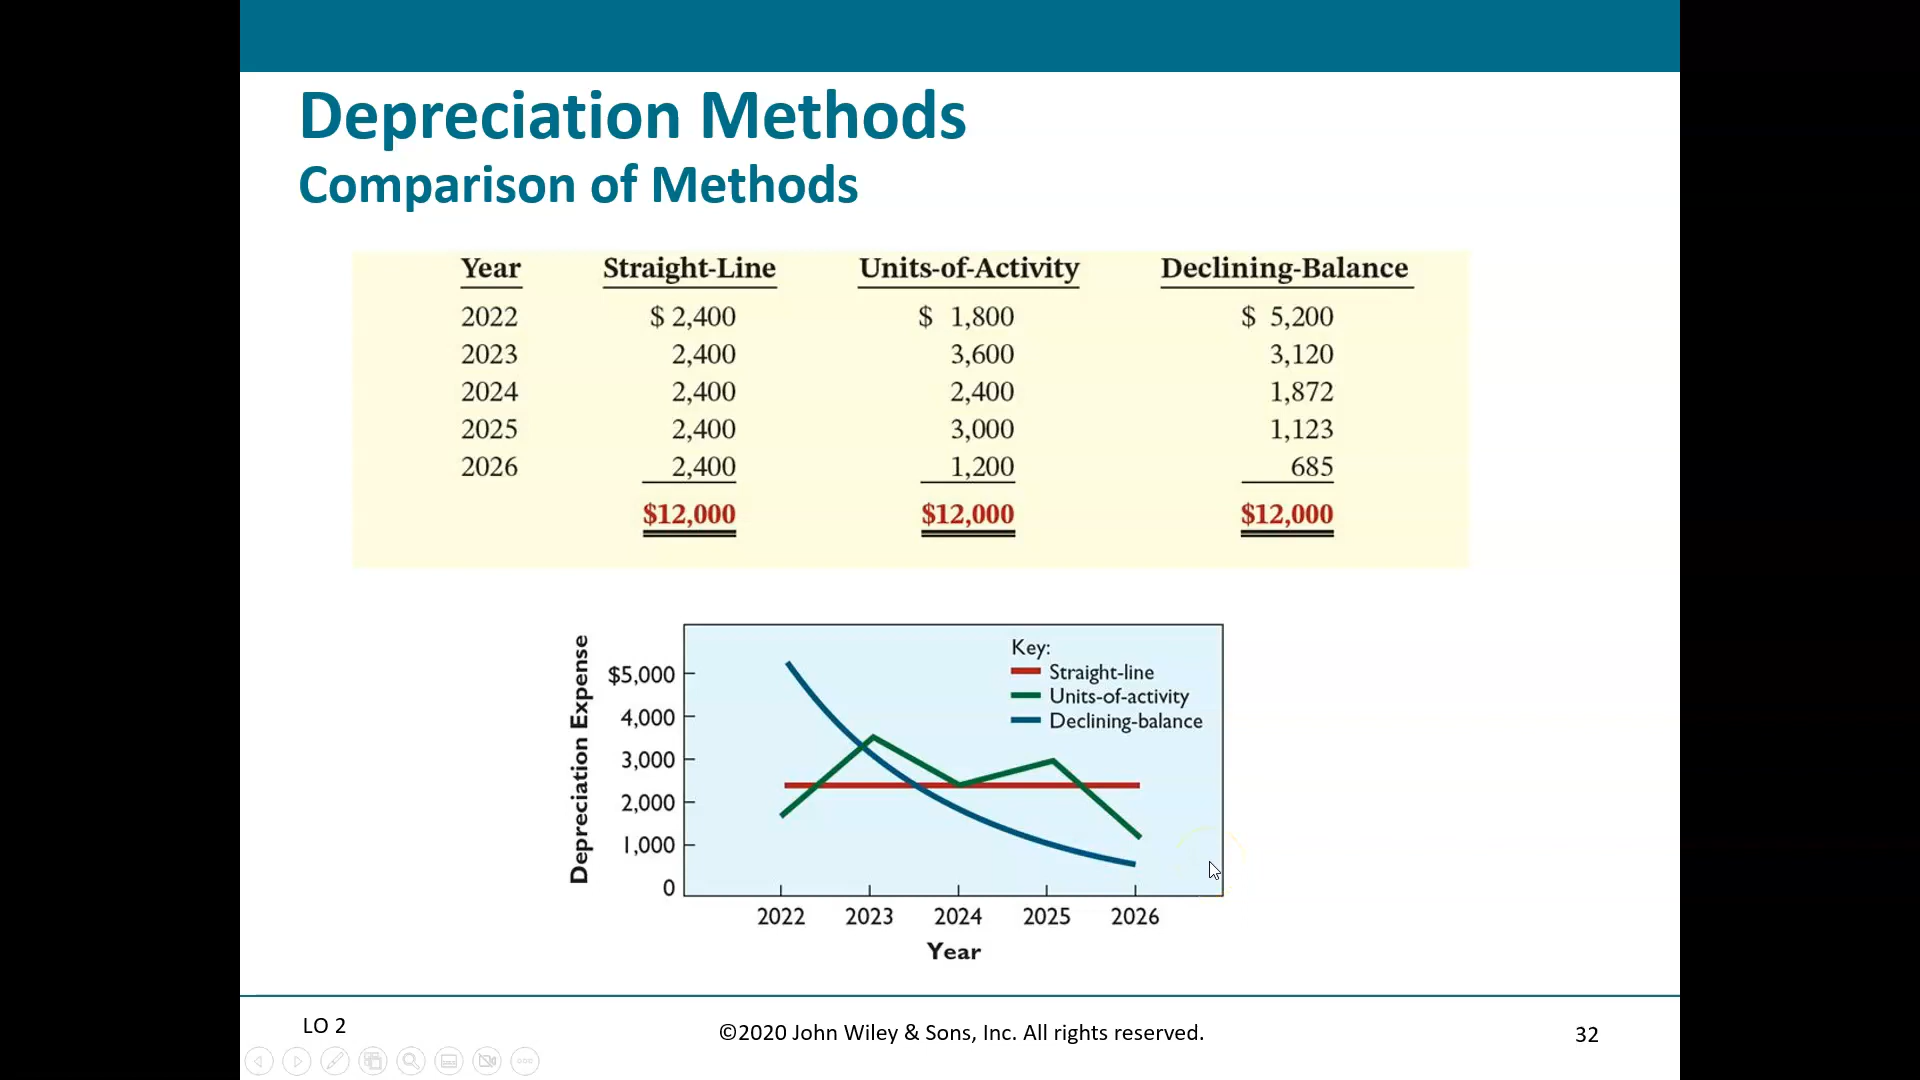 Depreciation Methods
Comparison of Methods
Year Straight-Line Units-of-Activity Declining-Balance
2022 $ 2,400 $ 1,800 $ 5,200
2023 2,400 3,600 3,120
2024 2,400 2,400 1,872
2025 2,400 3,000 1,123
2026 2,400 1,200 685
$12,000 $12,000 $12,000
Depreciation Expense
$5,000
4,000
3,000
2,000
1,000
0
Key:
Straight-line
Units-of-activity
Declining-balance
2022 2023 2024 2025 2026
Year
LO 2
©2020 John Wiley & Sons, Inc. All rights reserved.
32